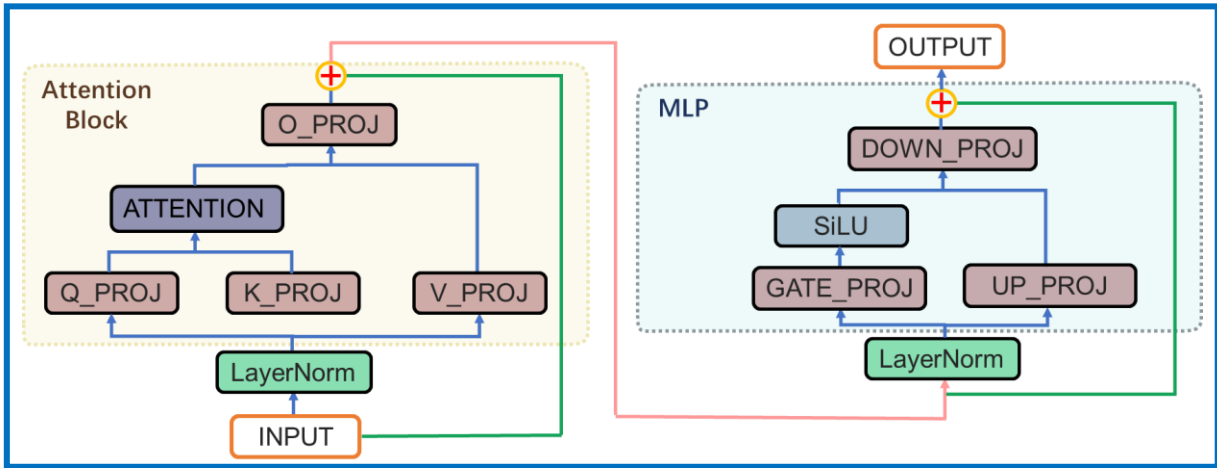 Attention
Block
+
O_PROJ
ATTENTION
Q_PROJ
K_PROJ
V_PROJ
LayerNorm
INPUT
OUTPUT
+
MLP
DOWN_PROJ
SiLU
GATE_PROJ
UP_PROJ
LayerNorm